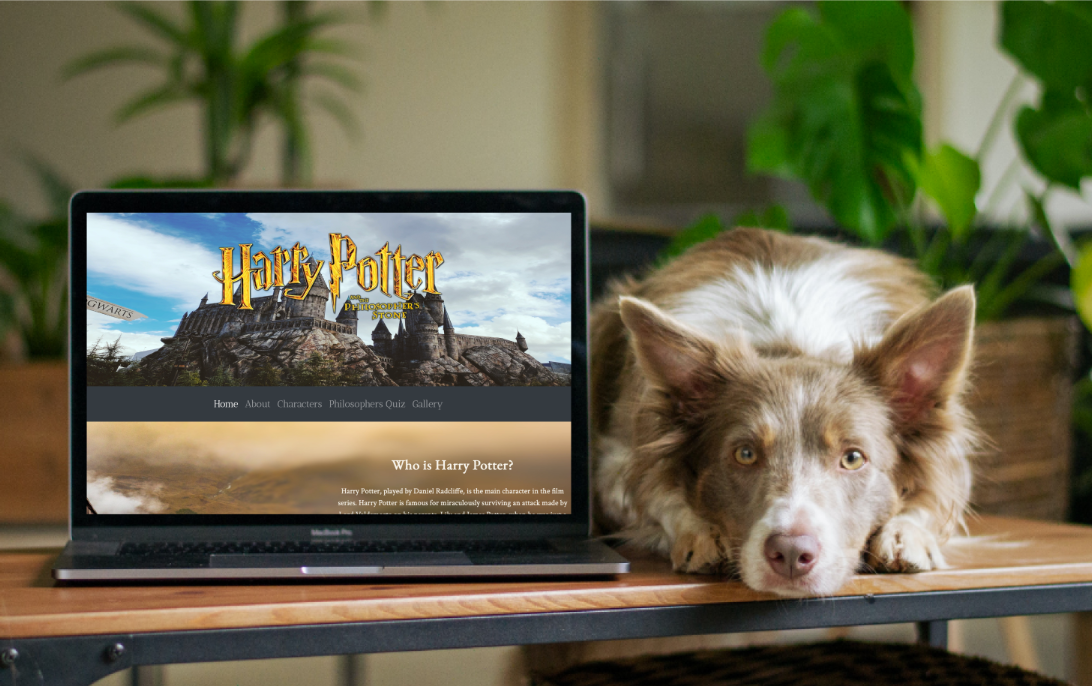 Harry Potter
AND THE
PHILOSOPHER'S
STONE
GWARTS
Home About Characters Philosophers Quiz Gallery
Who is Harry Potter?
Harry Potter, played by Daniel Radcliffe, is the main character in the film
series. Harry Potter is famous for miraculously surviving an attack made by
MacBook Pro